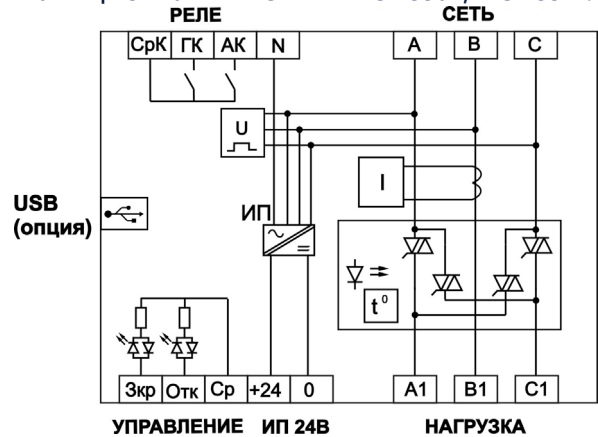 РЕЛЕ СЕТЬ
СрК ГК АК N A B C
U
I
USB
(опция)
ИП
t°
Зкр Отк Ср +24 0 A1 B1 C1
УПРАВЛЕНИЕ ИП 24В НАГРУЗКА